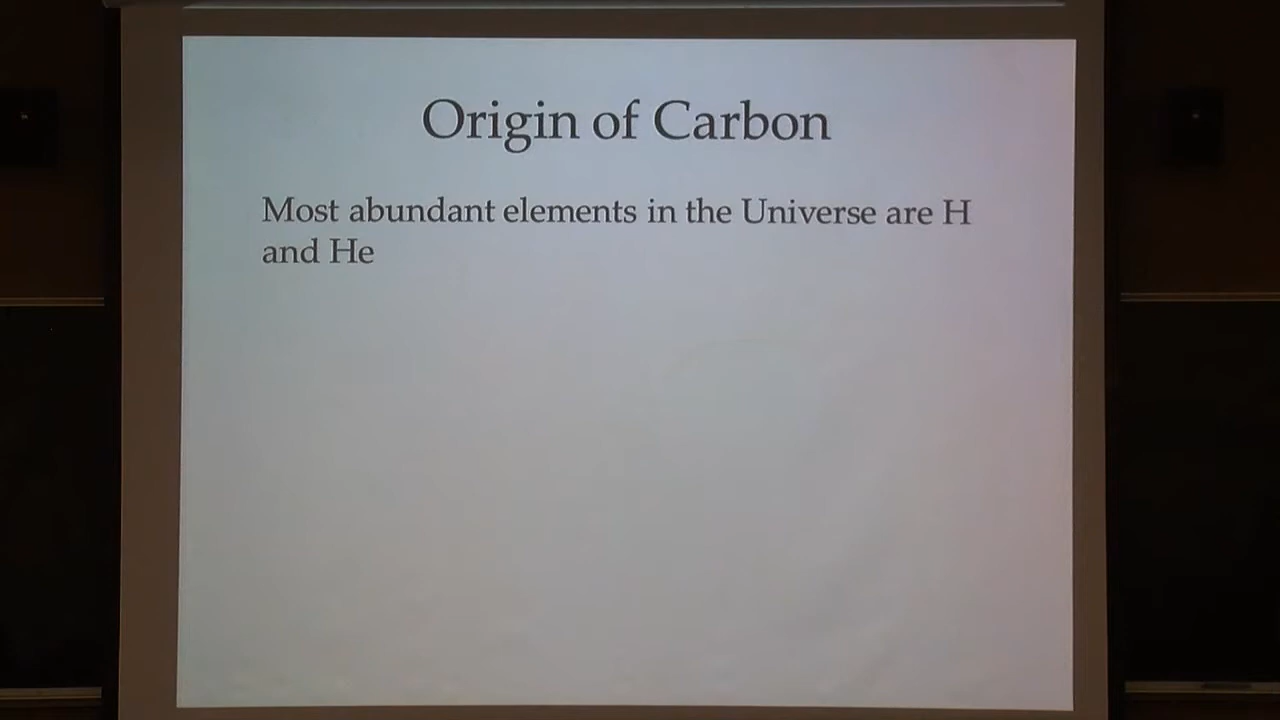 Origin of Carbon
Most abundant elements in the Universe are H
and He